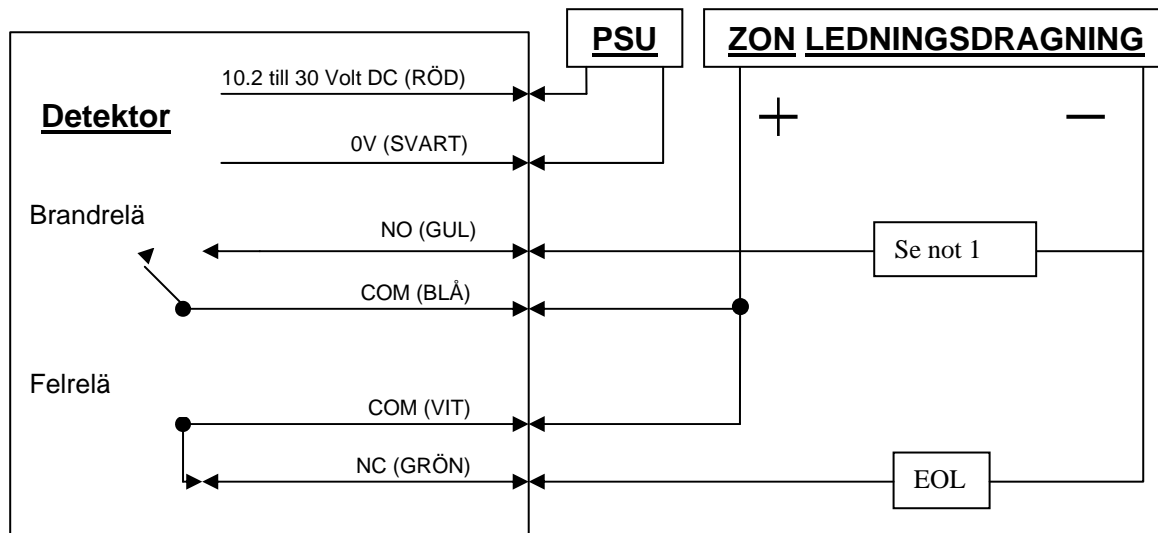 PSU
ZON LEDNINGSDRAGNING
10.2 till 30 Volt DC (RÖD)
Detektor
+
−
0V (SVART)
Brandrelä
NO (GUL)
Se not 1
COM (BLÅ)
Felrelä
COM (VIT)
NC (GRÖN)
EOL